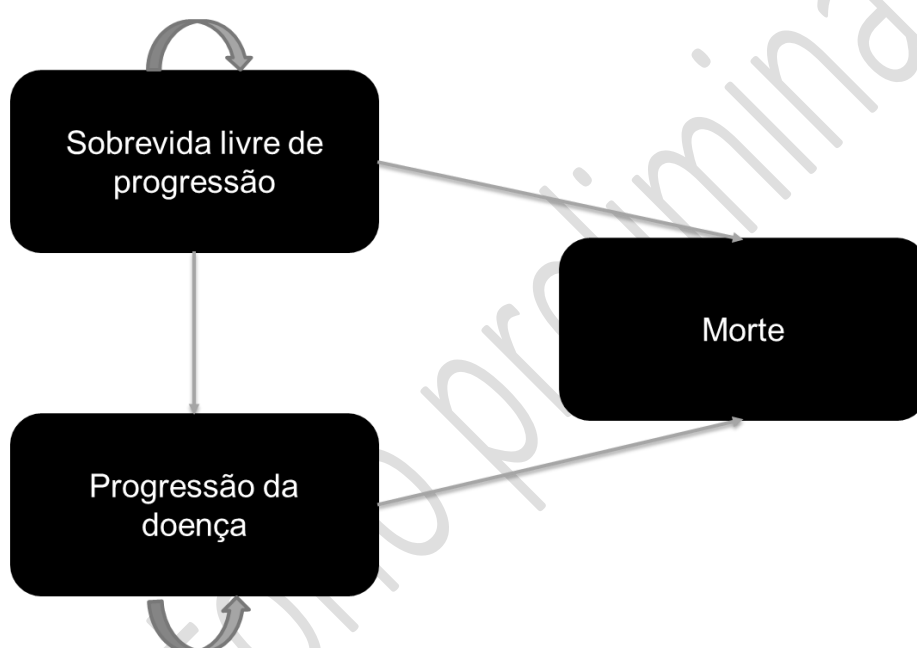 Sobrevida livre de
progressão
Morte
Progressão da
doença